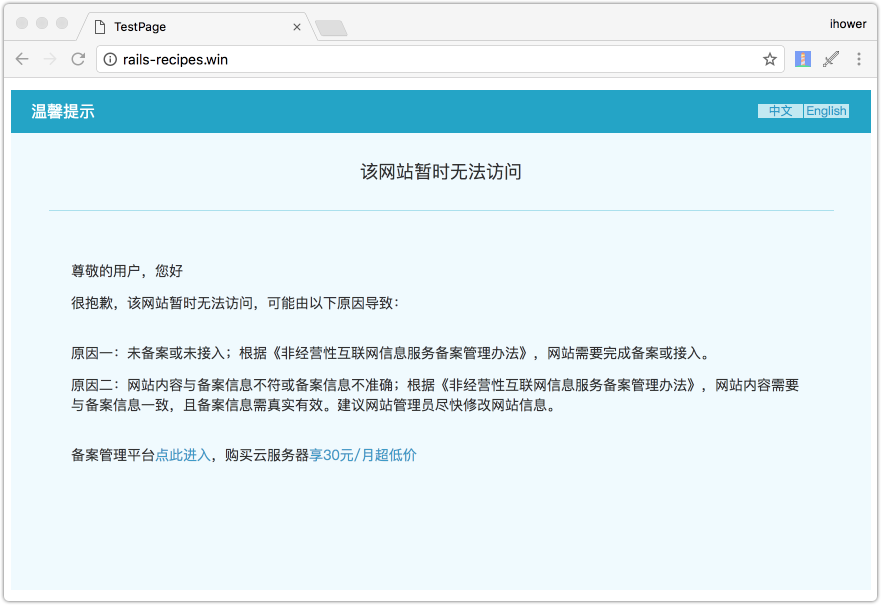 TestPage
ihower
rails-recipes.win
温馨提示
中文 English
该网站暂时无法访问
尊敬的用户，您好
很抱歉，该网站暂时无法访问，可能由以下原因导致：
原因一：未备案或未接入；根据《非经营性互联网信息服务备案管理办法》，网站需要完成备案或接入。
原因二：网站内容与备案信息不符或备案信息不准确；根据《非经营性互联网信息服务备案管理办法》，网站内容需要
与备案信息一致，且备案信息需真实有效。建议网站管理员尽快修改网站信息。
备案管理平台点此进入，购买云服务器享30元/月超低价